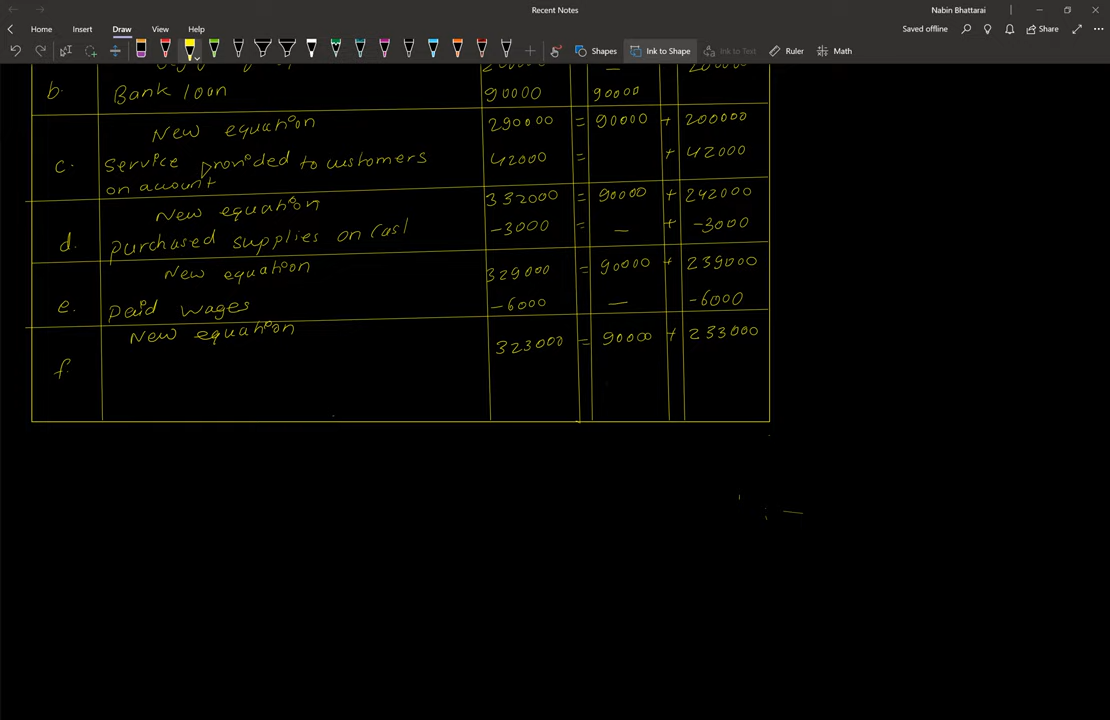 Recent Notes
Nabin Bhattarai
Home Insert Draw View Help
Saved offline
Share
Shapes
Ink to Shape
Ink to Text
Ruler
Math
b. Bank loan 90000 90000
New equation 290000 = 90000 + 200000
c. Service provided to customers 42000 = + 42000
on account
New equation 332000 = 90000 + 242000
d. purchased supplies on cash -3000 = — + -3000
New equation 329000 = 90000 + 239000
e. paid wages -6000 — -6000
New equation 323000 = 90000 + 233000
f.